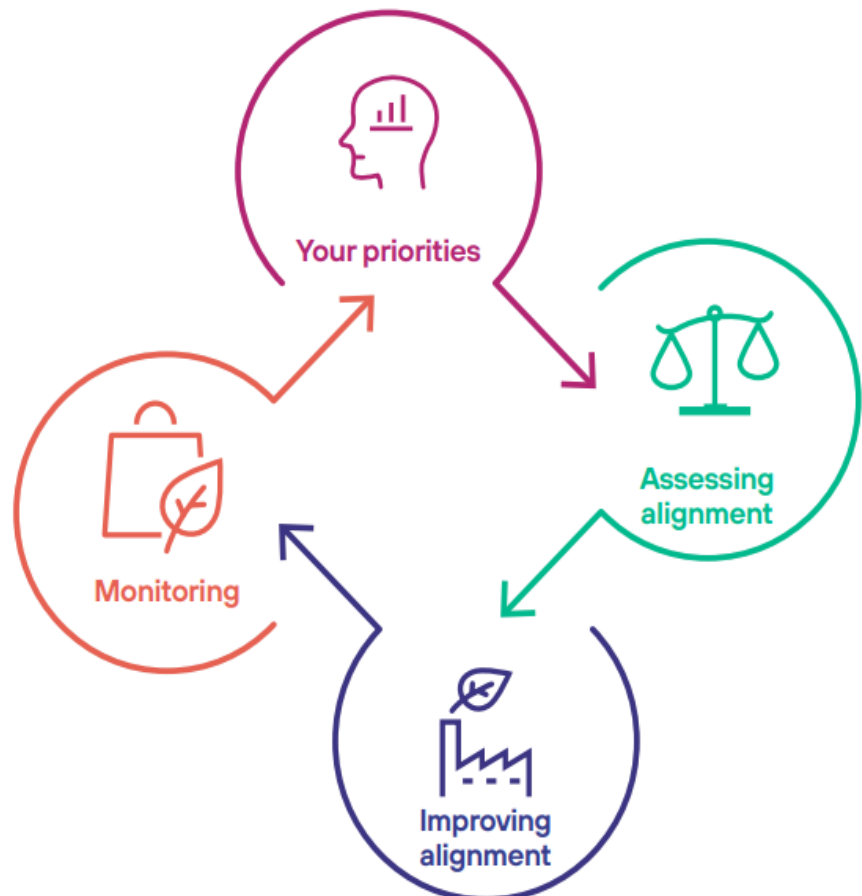 Your priorities
Assessing
alignment
Improving
alignment
Monitoring